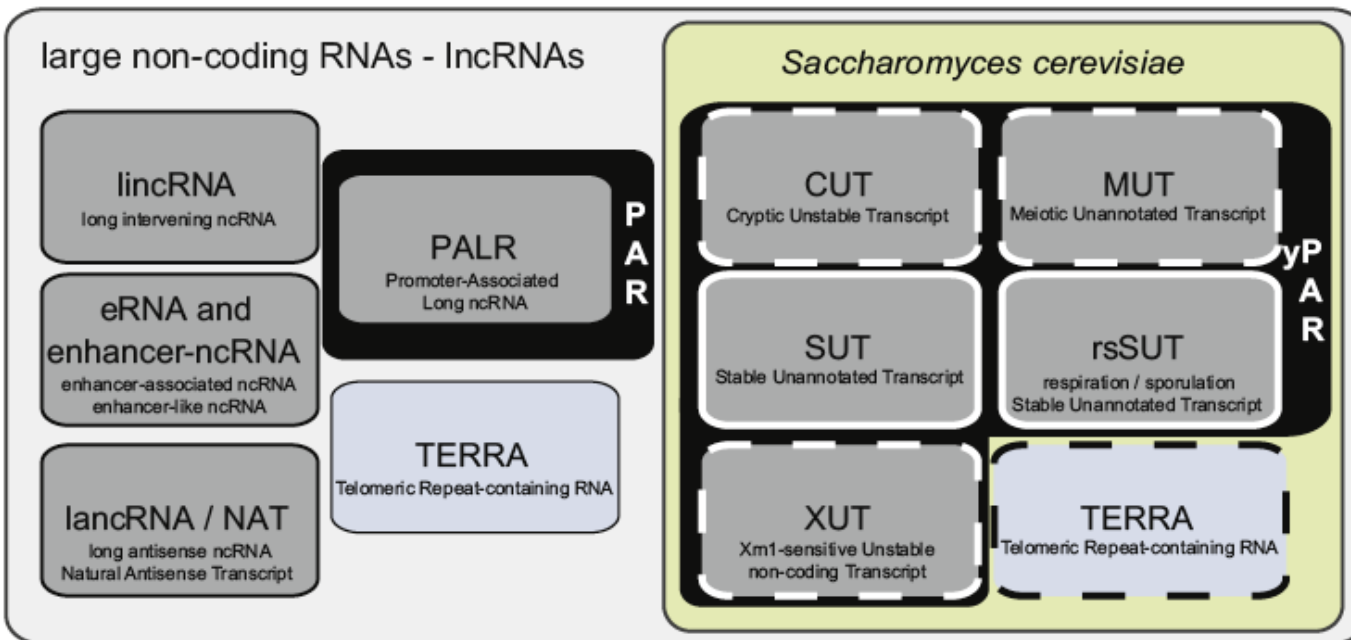 large non-coding RNAs - lncRNAs
lincRNA
long intervening ncRNA
eRNA and
enhancer-ncRNA
enhancer-associated ncRNA
enhancer-like ncRNA
lancRNA / NAT
long antisense ncRNA
Natural Antisense Transcript
PALR
Promoter-Associated
Long ncRNA
P
A
R
TERRA
Telomeric Repeat-containing RNA
Saccharomyces cerevisiae
CUT
Cryptic Unstable Transcript
MUT
Meiotic Unannotated Transcript
SUT
Stable Unannotated Transcript
rsSUT
respiration / sporulation
Stable Unannotated Transcript
yP
A
R
XUT
Xm1-sensitive Unstable
non-coding Transcript
TERRA
Telomeric Repeat-containing RNA